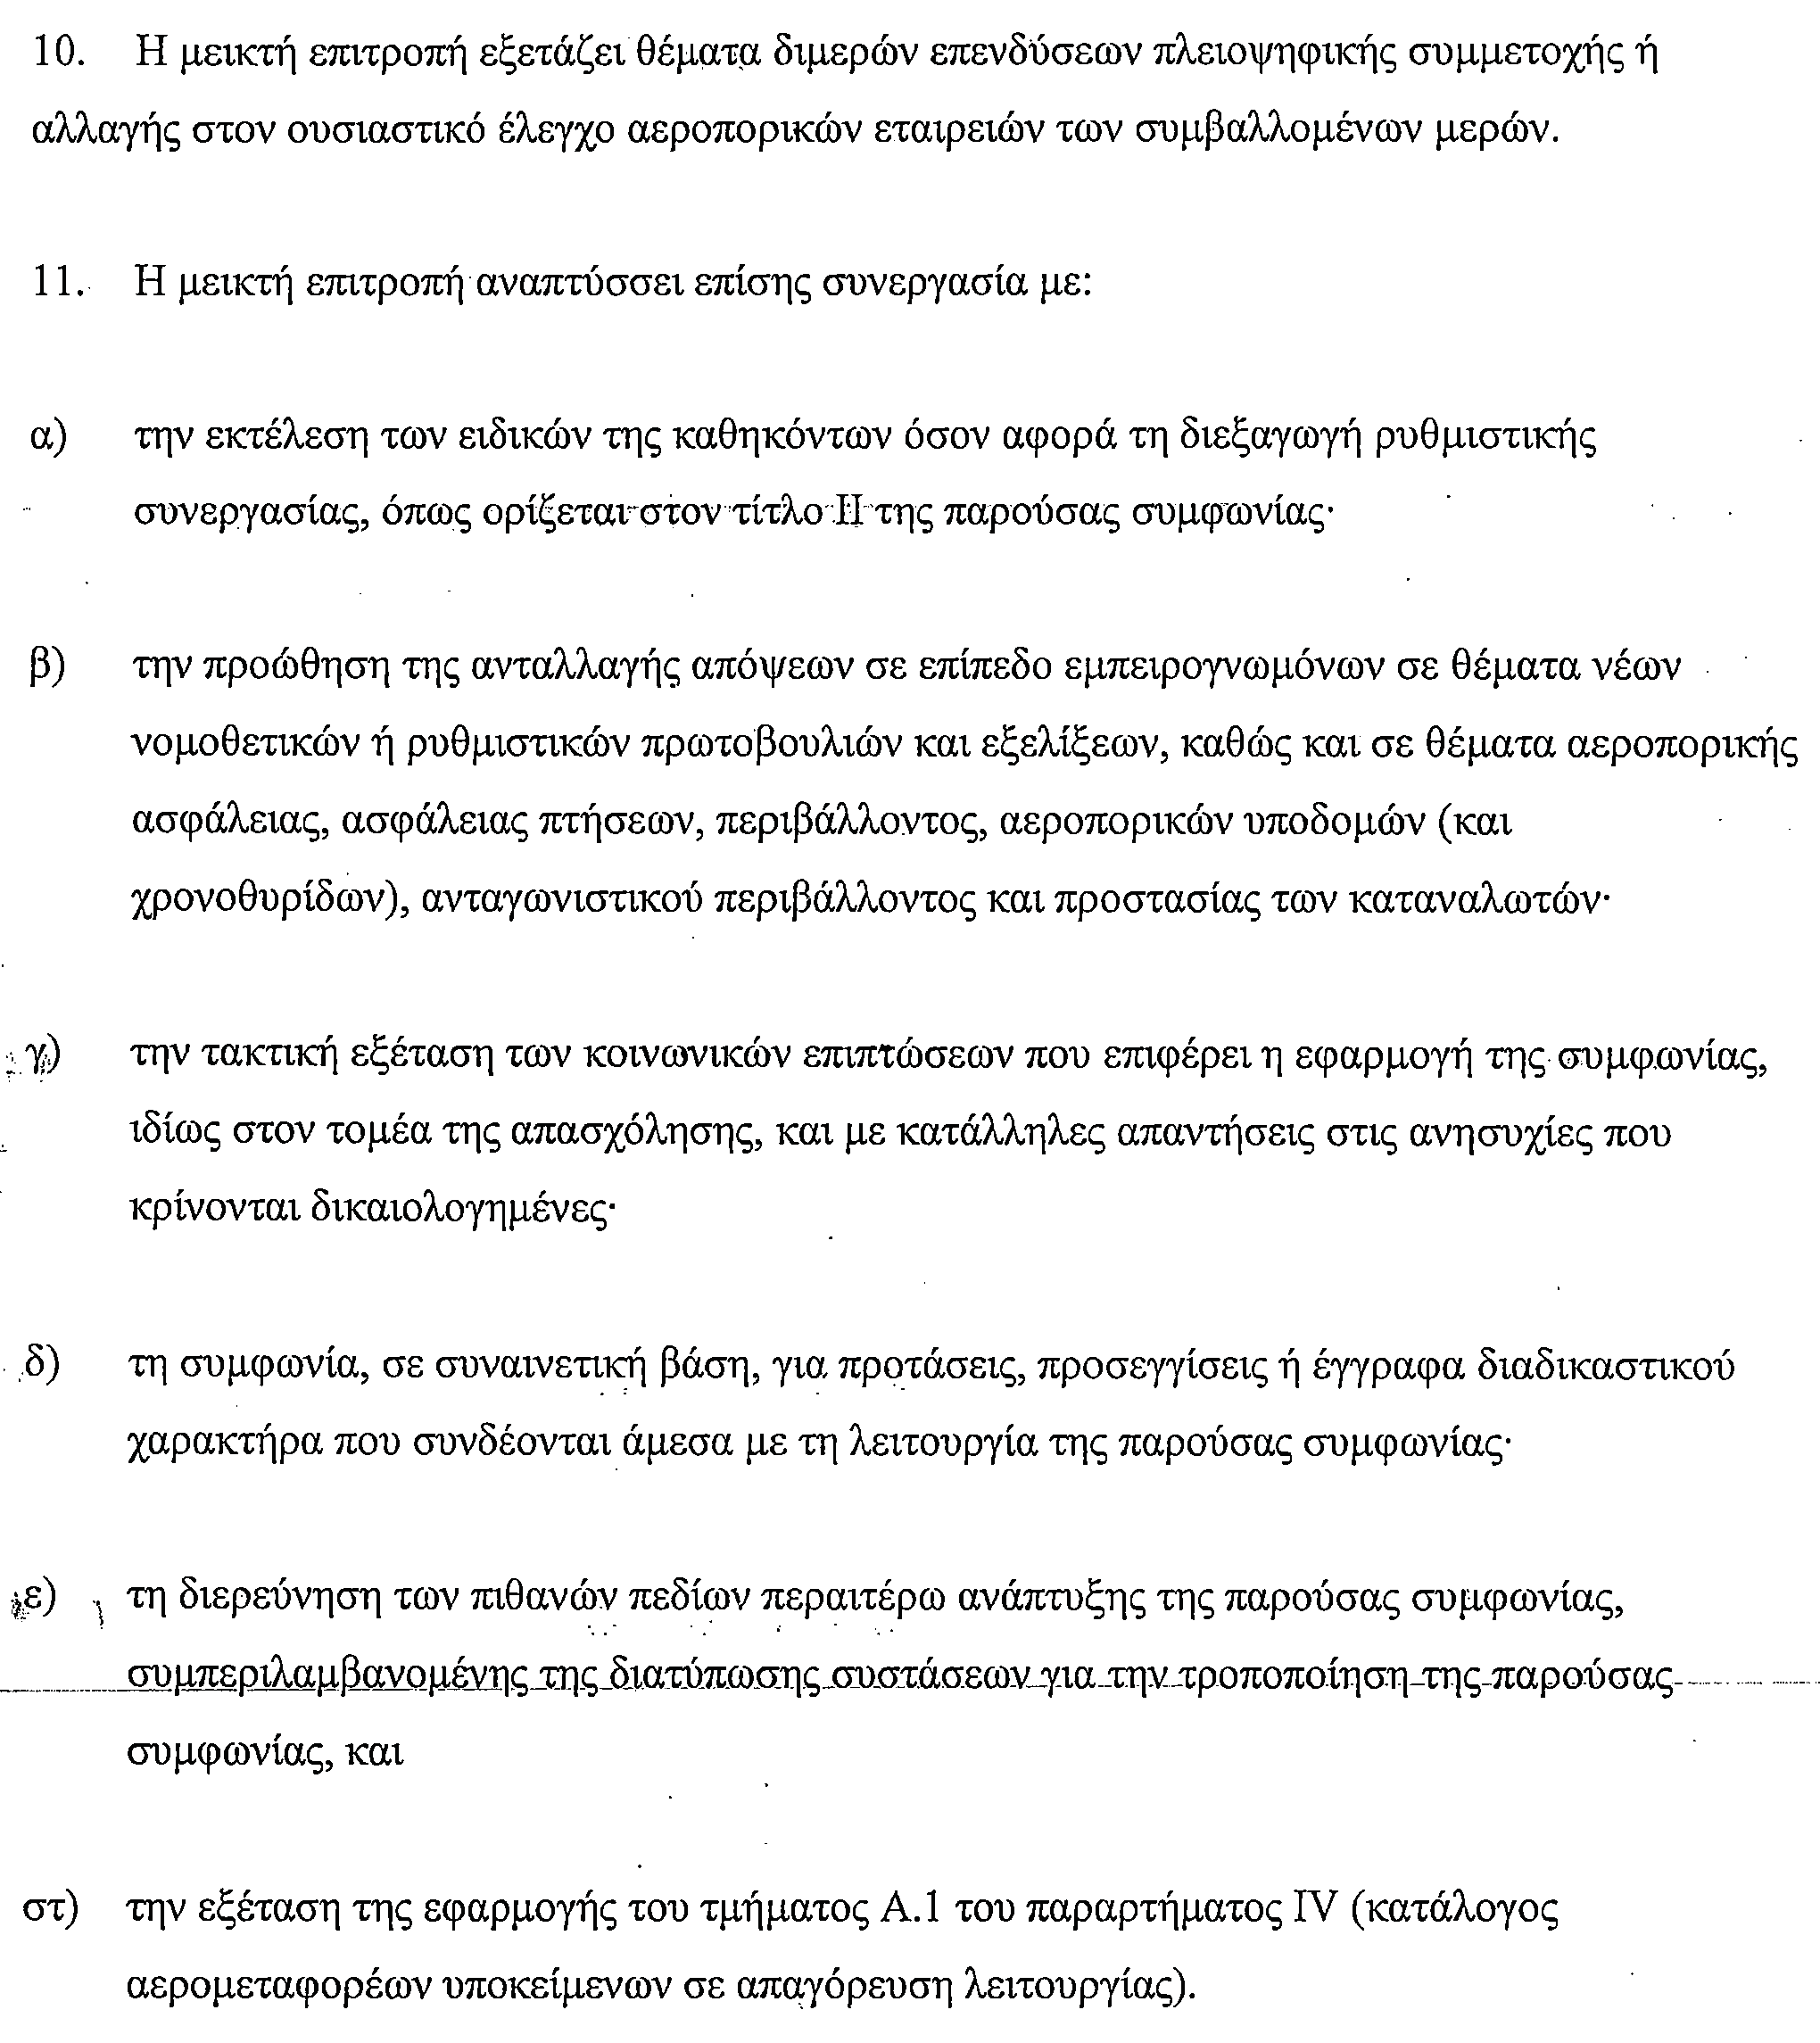 10. Η μεικτή επιτροπή εξετάζει θέματα διμερών επενδύσεων πλειοψηφικής συμμετοχής ή
αλλαγής στον ουσιαστικό έλεγχο αεροπορικών εταιρειών των συμβαλλομένων μερών.
11. Η μεικτή επιτροπή αναπτύσσει επίσης συνεργασία με:
α) την εκτέλεση των ειδικών της καθηκόντων όσον αφορά τη διεξαγωγή ρυθμιστικής
συνεργασίας, όπως ορίζεται στον τίτλο ΙΙ της παρούσας συμφωνίας·
β) την προώθηση της ανταλλαγής απόψεων σε επίπεδο εμπειρογνωμόνων σε θέματα νέων
νομοθετικών ή ρυθμιστικών πρωτοβουλιών και εξελίξεων, καθώς και σε θέματα αεροπορικής
ασφάλειας, ασφάλειας πτήσεων, περιβάλλοντος, αεροπορικών υποδομών (και
χρονοθυρίδων), ανταγωνιστικού περιβάλλοντος και προστασίας των καταναλωτών·
γ) την τακτική εξέταση των κοινωνικών επιπτώσεων που επιφέρει η εφαρμογή της συμφωνίας,
ιδίως στον τομέα της απασχόλησης, και με κατάλληλες απαντήσεις στις ανησυχίες που
κρίνονται δικαιολογημένες·
δ) τη συμφωνία, σε συναινετική βάση, για προτάσεις, προσεγγίσεις ή έγγραφα διαδικαστικού
χαρακτήρα που συνδέονται άμεσα με τη λειτουργία της παρούσας συμφωνίας·
ε) τη διερεύνηση των πιθανών πεδίων περαιτέρω ανάπτυξης της παρούσας συμφωνίας,
συμπεριλαμβανομένης της διατύπωσης συστάσεων για την τροποποίηση της παρούσας
συμφωνίας, και
στ) την εξέταση της εφαρμογής του τμήματος Α.1 του παραρτήματος IV (κατάλογος
αερομεταφορέων υποκείμενων σε απαγόρευση λειτουργίας).